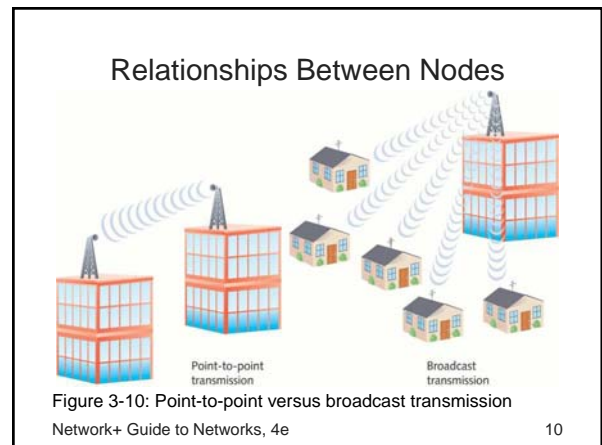 Relationships Between Nodes
Point-to-point
transmission
Broadcast
transmission
Figure 3-10: Point-to-point versus broadcast transmission
Network+ Guide to Networks, 4e
10